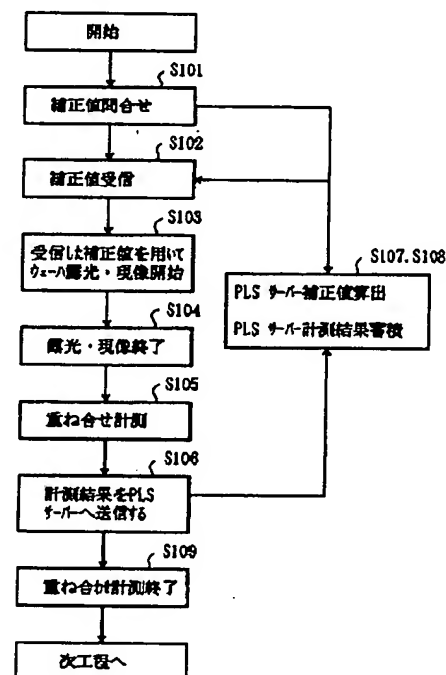 開始
S101
補正値問合せ
S102
補正値受信
S103
受信した補正値を用いて
ウェーハ露光・現像開始
S107,S108
PLS サーバー補正値算出
PLS サーバー計測結果蓄積
S104
露光・現像終了
S105
重ね合せ計測
S106
計測結果をPLS
サーバーへ送信する
S109
重ね合わせ計測終了
次工程へ